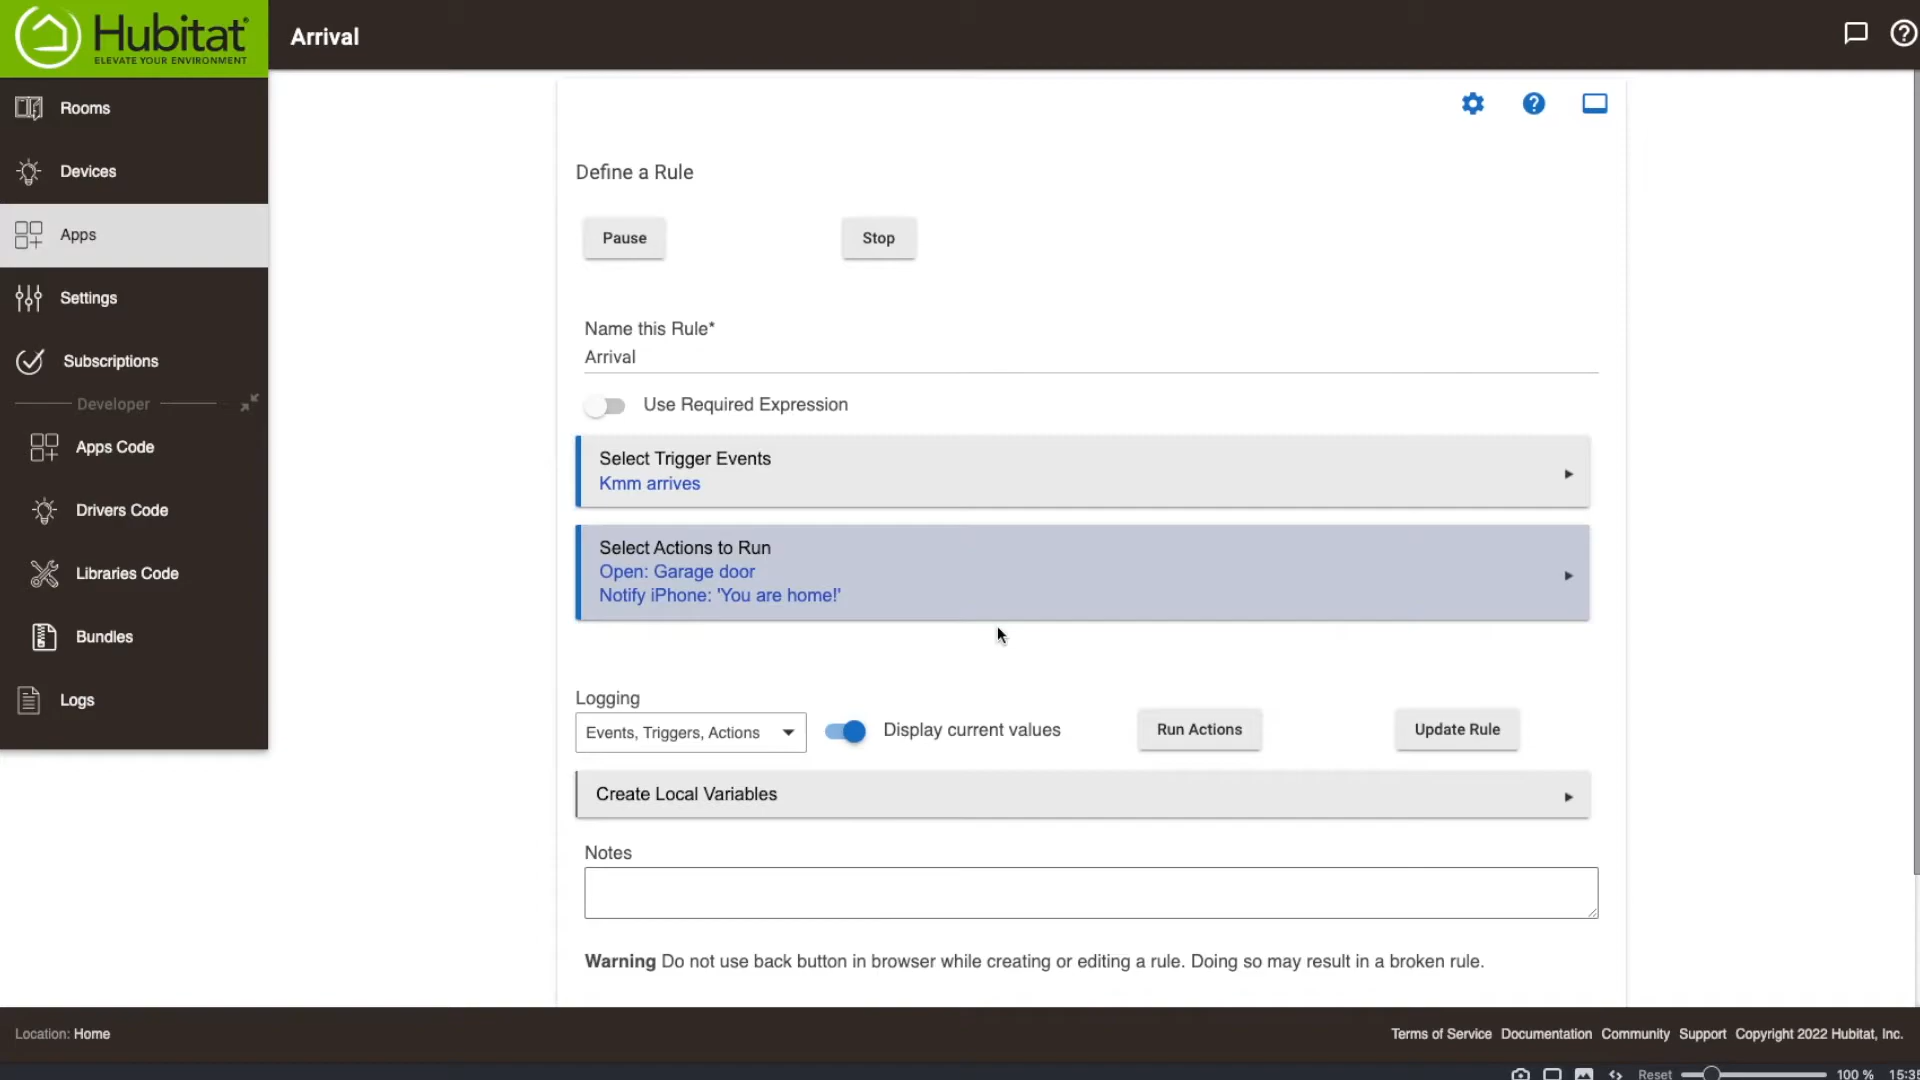 Hubitat®
ELEVATE YOUR ENVIRONMENT
Arrival
Rooms
Devices
Apps
Settings
Subscriptions
Developer
Apps Code
Drivers Code
Libraries Code
Bundles
Logs
Define a Rule
Pause
Stop
Name this Rule*
Arrival
Use Required Expression
Select Trigger Events
Kmm arrives
Select Actions to Run
Open: Garage door
Notify iPhone: 'You are home!'
Logging
Events, Triggers, Actions
Display current values
Run Actions
Update Rule
Create Local Variables
Notes
Warning Do not use back button in browser while creating or editing a rule. Doing so may result in a broken rule.
Location: Home
Terms of Service Documentation Community Support Copyright 2022 Hubitat, Inc.
Reset
100 %